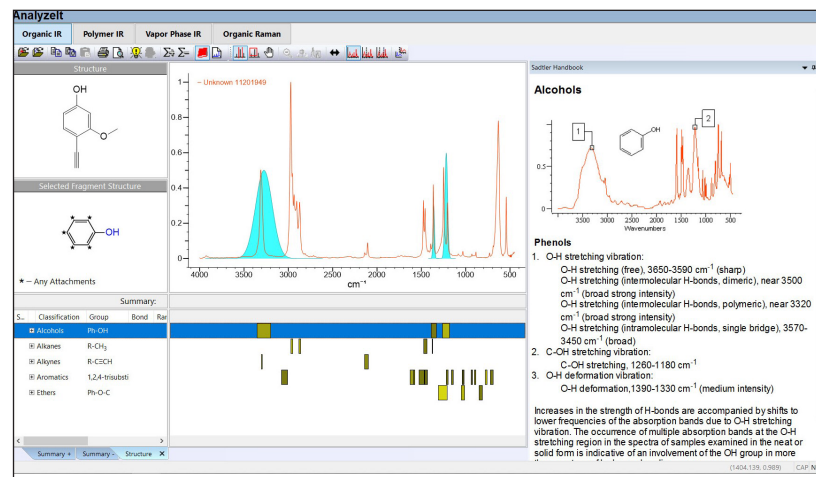 AnalyzeIt
Organic IR Polymer IR Vapor Phase IR Organic Raman
Structure
OH
O
Selected Fragment Structure
OH
★ – Any Attachments
– Unknown 11201949
1
0.8
0.6
0.4
0.2
0
4000 3500 3000 2500 2000 1500 1000 500
cm⁻¹
Summary:
S... Classification Group Bond Rar
Alcohols Ph-OH
Alkanes R-CH3
Alkynes R-C≡CH
Aromatics 1,2,4-trisubsti
Ethers Ph-O-C
Summary + Summary - Structure X
Sadtler Handbook
Alcohols
1
2
OH
0.5
0
3500 3000 2500 2000 1500 1000 500
Wavenumbers
Phenols
1. O-H stretching vibration:
O-H stretching (free), 3650-3590 cm⁻¹ (sharp)
O-H stretching (intermolecular H-bonds, dimeric), near 3500
cm⁻¹ (broad strong intensity)
O-H stretching (intermolecular H-bonds, polymeric), near 3320
cm⁻¹ (broad strong intensity)
O-H stretching (intramolecular H-bonds, single bridge), 3570-
3450 cm⁻¹ (broad)
2. C-OH stretching vibration:
C-OH stretching, 1260-1180 cm⁻¹
3. O-H deformation vibration:
O-H deformation,1390-1330 cm⁻¹ (medium intensity)
Increases in the strength of H-bonds are accompanied by shifts to
lower frequencies of the absorption bands due to O-H stretching
vibration. The occurrence of multiple absorption bands at the O-H
stretching region in the spectra of samples examined in the neat or
solid form is indicative of an involvement of the OH group in more
(1404.139, 0.989) CAP N